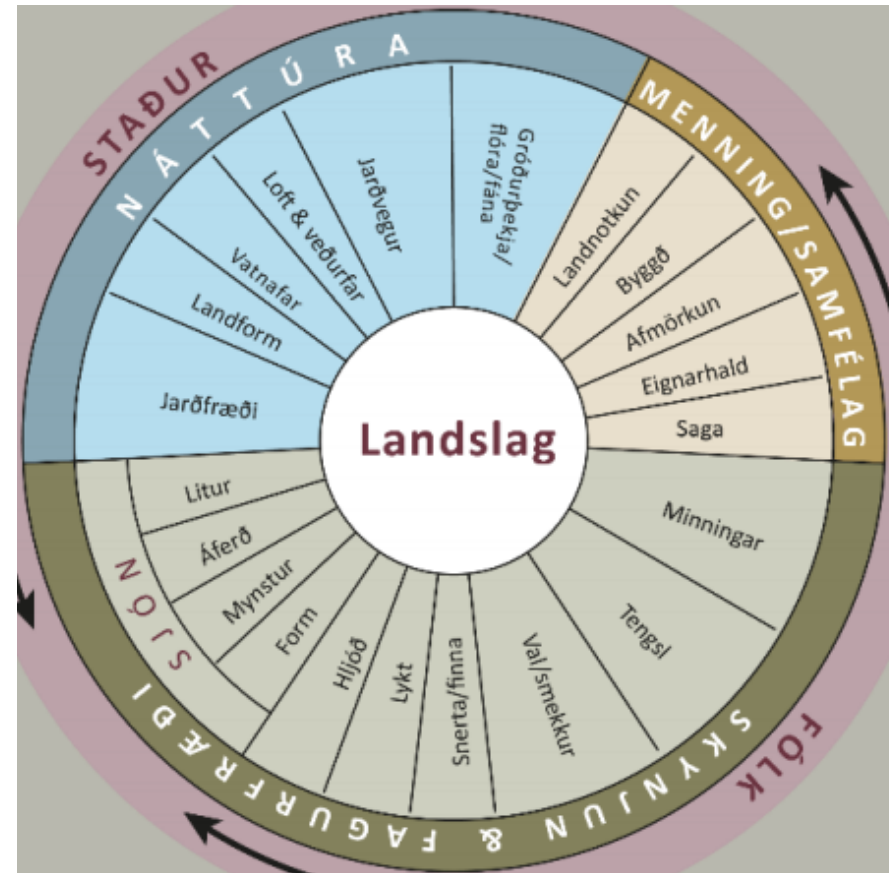 STAÐUR
NÁTTÚRA
Jarðfræði
Landform
Vatnafar
Loft & veðurfar
Jarðvegur
Gróðurþekja/
flóra/fána
MENNING/SAMFÉLAG
Landnotkun
Byggð
Afmörkun
Eignarhald
Saga
Landslag
FÓLK
SKYNJUN & FAGURFRÆÐI
Minningar
Tengsl
Val/smekkur
Snerta/finna
Lykt
Hljóð
SJÓN
Form
Mynstur
Áferð
Litur